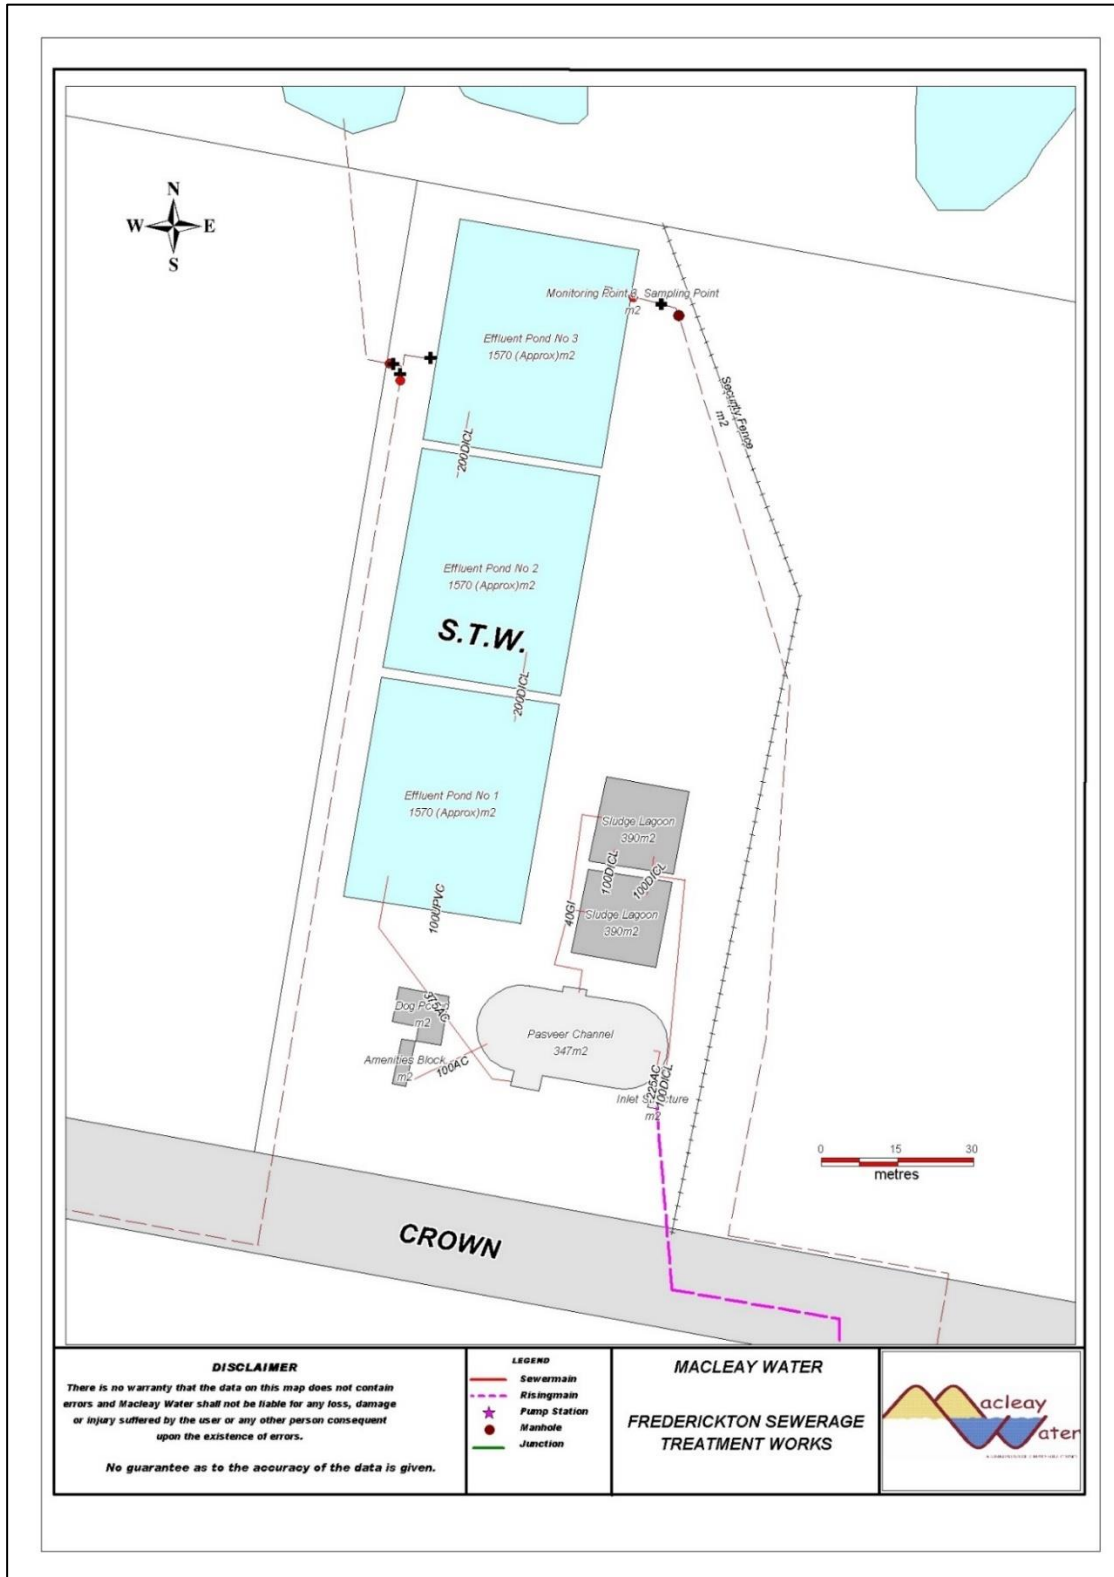 N
W E
S
Monitoring Point & Sampling Point
m2
Effluent Pond No 3
1570 (Approx)m2
Security Fence
m2
200DICL
Effluent Pond No 2
1570 (Approx)m2
S.T.W.
200DICL
Effluent Pond No 1
1570 (Approx)m2
100UPVC
Sludge Lagoon
390m2
100DICL
100DICL
40GI
Sludge Lagoon
390m2
375AC
m2
Pasveer Channel
347m2
Amenities Block
m2
100AC
225AC
100DICL
m2
0 15 30
metres
CROWN
DISCLAIMER
There is no warranty that the data on this map does not contain
errors and Macleay Water shall not be liable for any loss, damage
or injury suffered by the user or any other person consequent
upon the existence of errors.
No guarantee as to the accuracy of the data is given.
LEGEND
Sewermain
Risingmain
Pump Station
Manhole
Junction
MACLEAY WATER
FREDERICKTON SEWERAGE
TREATMENT WORKS
acleay
ater